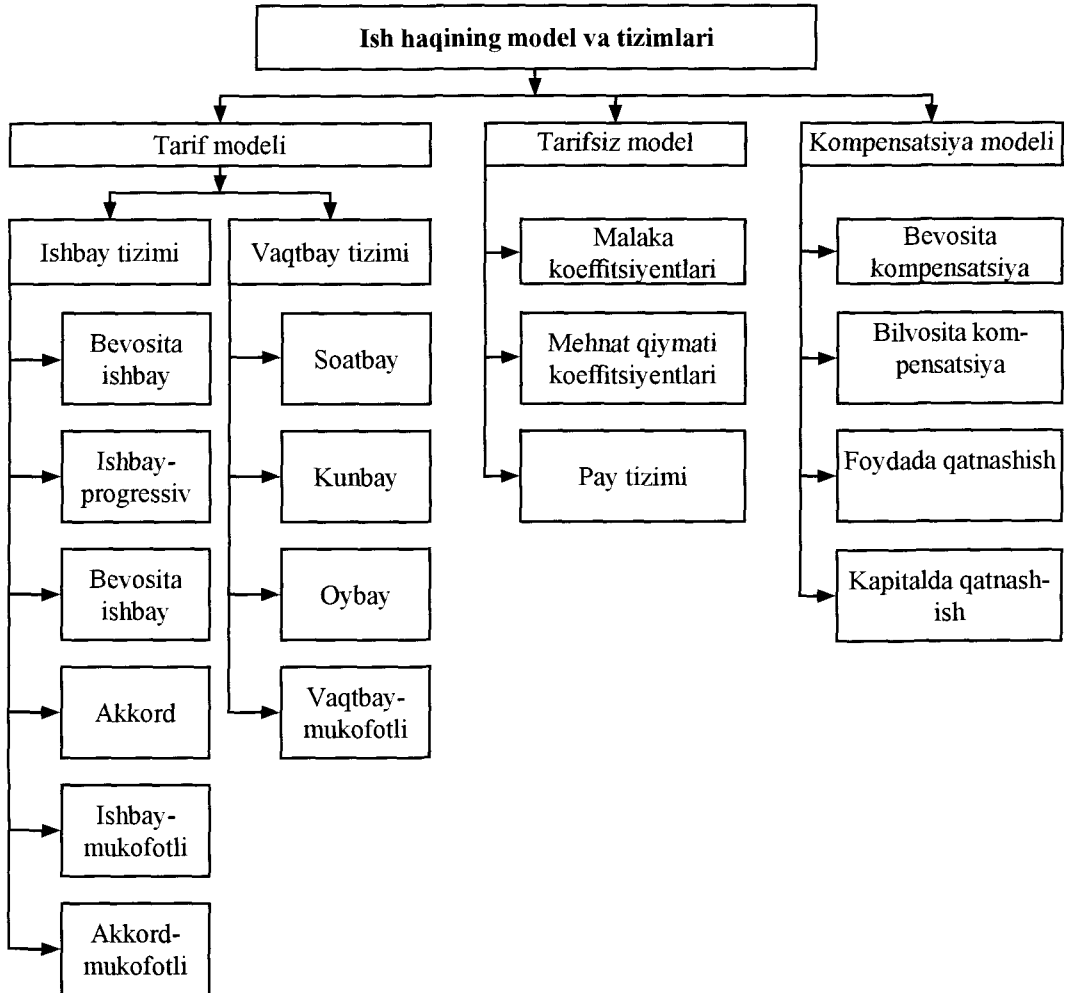 Ish haqining model va tizimlari
Tarif modeli
Tarifsiz model
Kompensatsiya modeli
Ishbay tizimi
Vaqtbay tizimi
Bevosita
ishbay
Ishbay-
progressiv
Bevosita
ishbay
Akkord
Ishbay-
mukofotli
Akkord-
mukofotli
Soatbay
Kunbay
Oybay
Vaqtbay-
mukofotli
Malaka
koeffitsiyentlari
Mehnat qiymati
koeffitsiyentlari
Pay tizimi
Bevosita
kompensatsiya
Bilvosita kom-
pensatsiya
Foydada qatnashish
Kapitalda qatnash-
ish